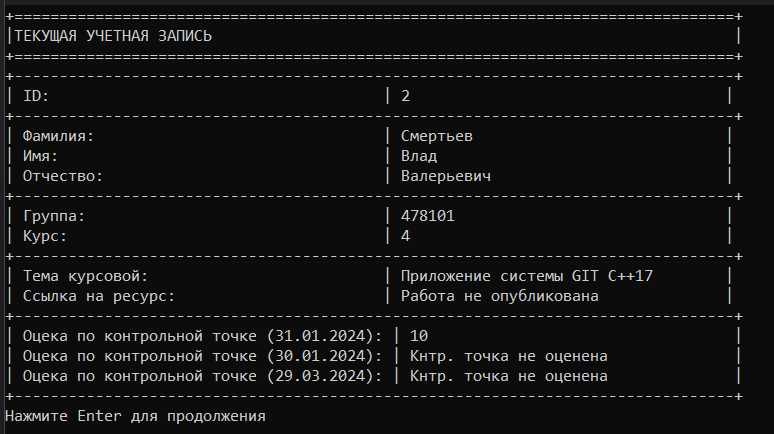 +===============================================================================+
|ТЕКУЩАЯ УЧЕТНАЯ ЗАПИСЬ |
+===============================================================================+
+-------------------------------------------------------------------------------+
| ID: | 2 |
+-------------------------------------------------------------------------------+
| Фамилия: | Смертьев |
| Имя: | Влад |
| Отчество: | Валерьевич |
+-------------------------------------------------------------------------------+
| Группа: | 478101 |
| Курс: | 4 |
+-------------------------------------------------------------------------------+
| Тема курсовой: | Приложение системы GIT C++17 |
| Ссылка на ресурс: | Работа не опубликована |
+-------------------------------------------------------------------------------+
| Оцека по контрольной точке (31.01.2024): | 10 |
| Оцека по контрольной точке (30.01.2024): | Кнтр. точка не оценена |
| Оцека по контрольной точке (29.03.2024): | Кнтр. точка не оценена |
+-------------------------------------------------------------------------------+
Нажмите Enter для продолжения